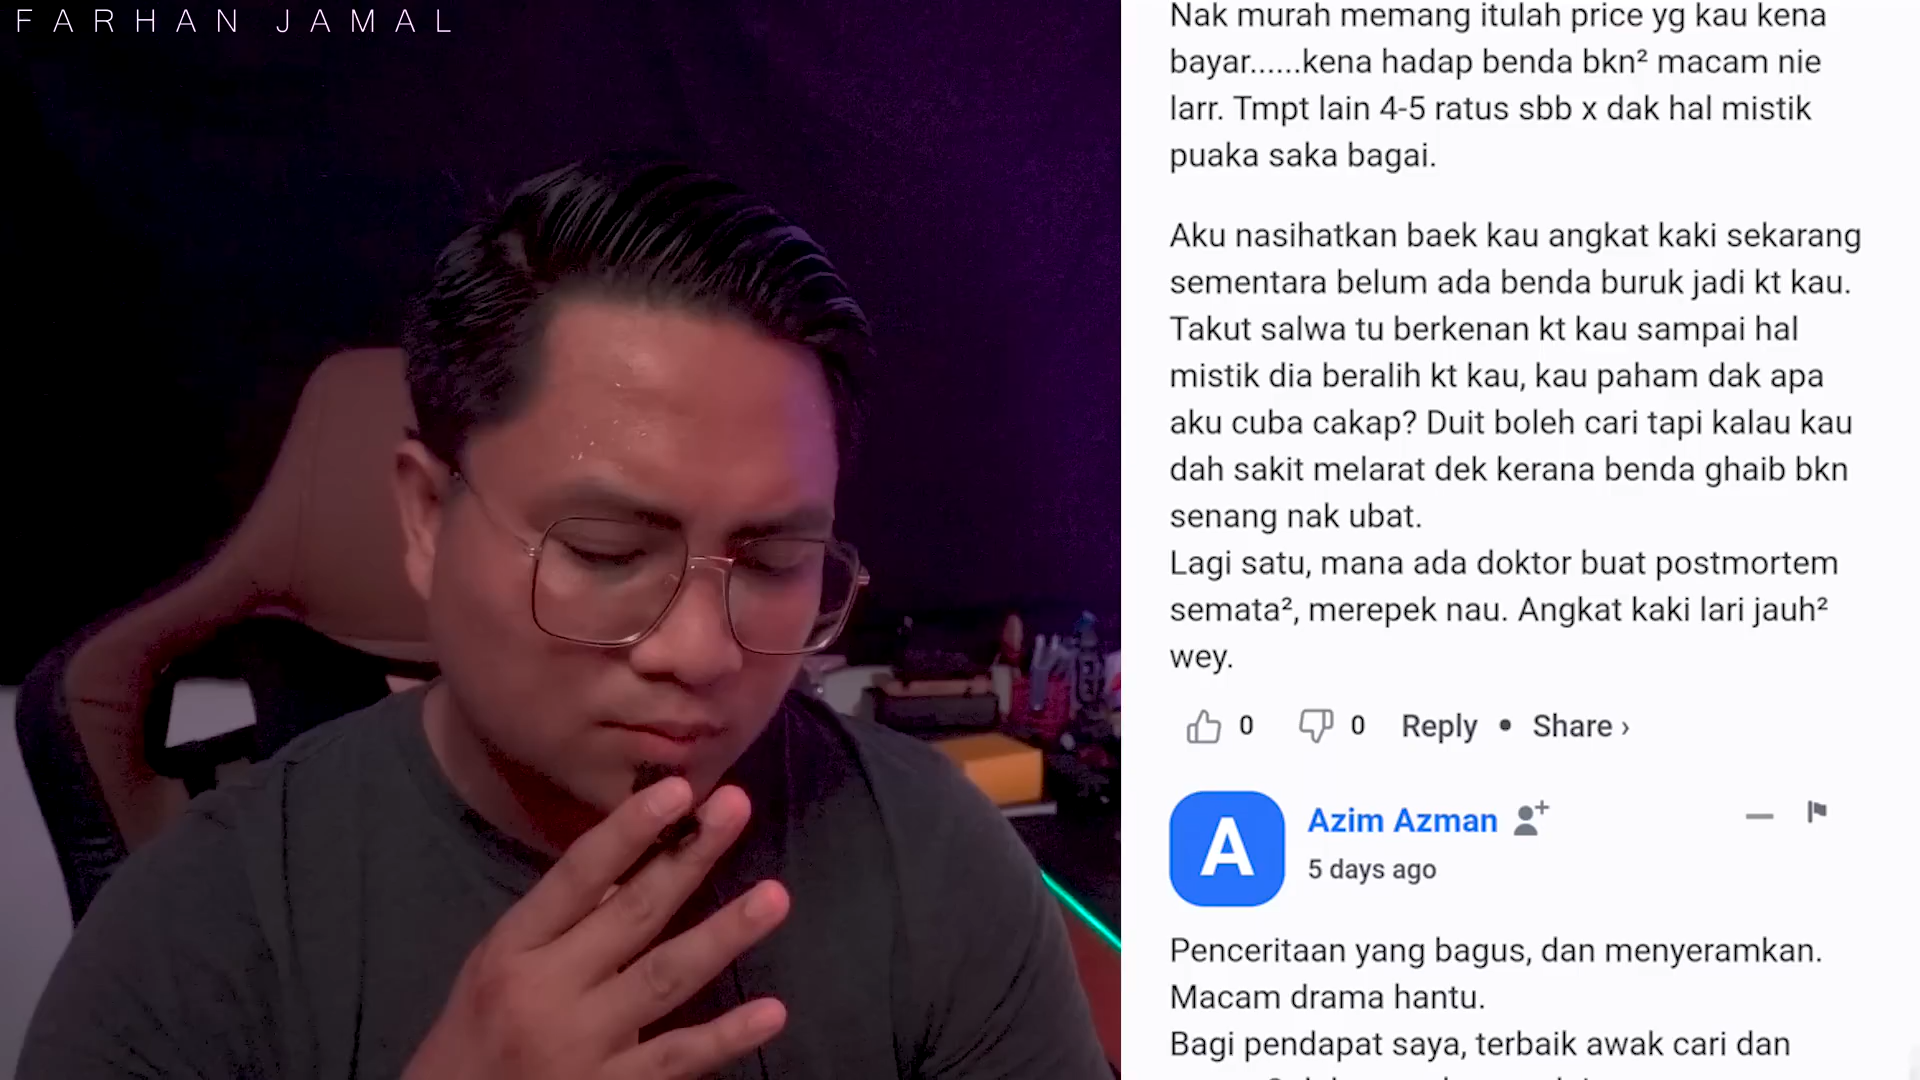 FARHAN JAMAL
Nak murah memang itulah price yg kau kena
bayar......kena hadap benda bkn² macam nie
larr. Tmpt lain 4-5 ratus sbb x dak hal mistik
puaka saka bagai.
Aku nasihatkan baek kau angkat kaki sekarang
sementara belum ada benda buruk jadi kt kau.
Takut salwa tu berkenan kt kau sampai hal
mistik dia beralih kt kau, kau paham dak apa
aku cuba cakap? Duit boleh cari tapi kalau kau
dah sakit melarat dek kerana benda ghaib bkn
senang nak ubat.
Lagi satu, mana ada doktor buat postmortem
semata², merepek nau. Angkat kaki lari jauh²
wey.
0 0 Reply • Share ›
A
Azim Azman
5 days ago
Penceritaan yang bagus, dan menyeramkan.
Macam drama hantu.
Bagi pendapat saya, terbaik awak cari dan